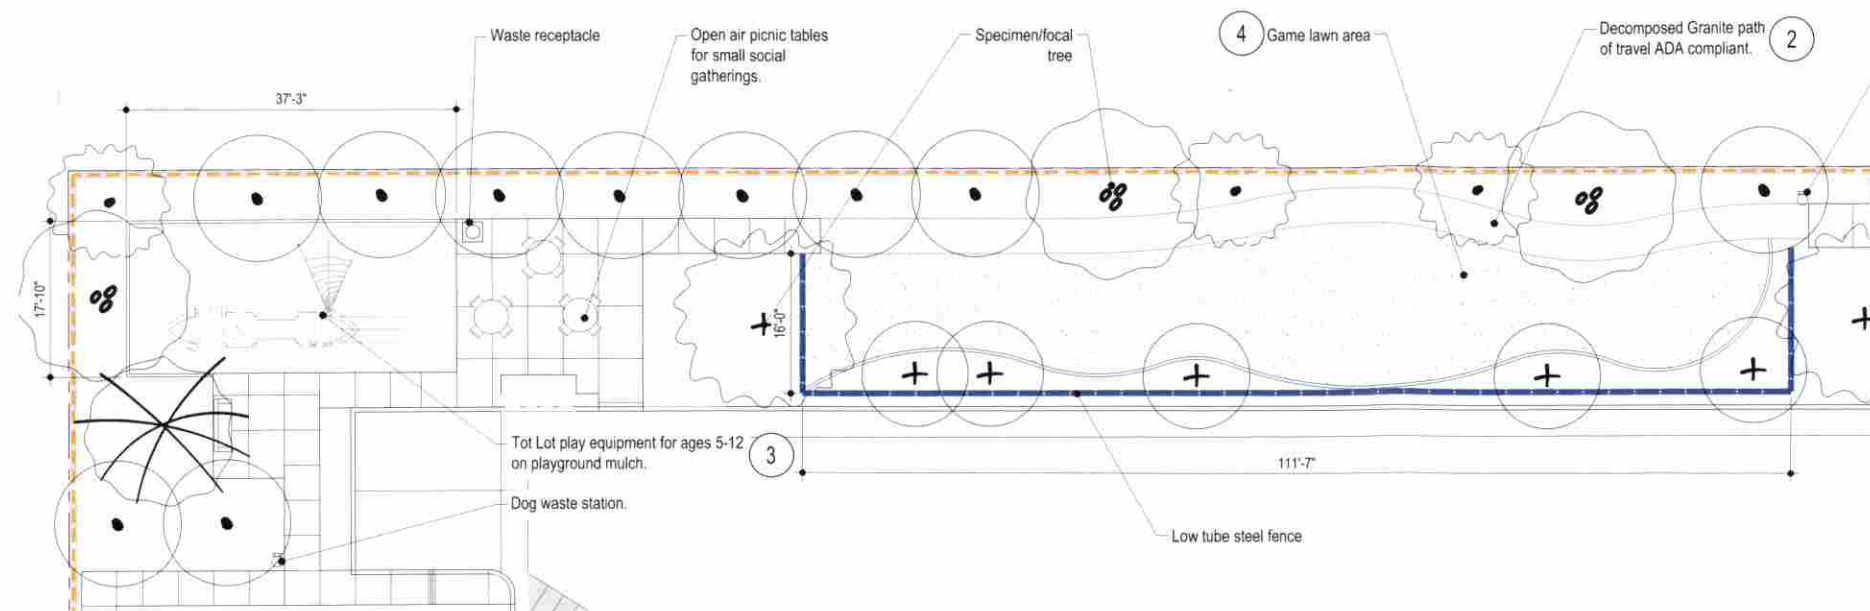 Waste receptacle
Open air picnic tables
for small social
gatherings.
Specimen/focal
tree
4
Game lawn area
Decomposed Granite path
of travel ADA compliant.
2
37'-3"
17'-10"
16'-0"
Tot Lot play equipment for ages 5-12
on playground mulch.
3
111'-7"
Dog waste station.
Low tube steel fence